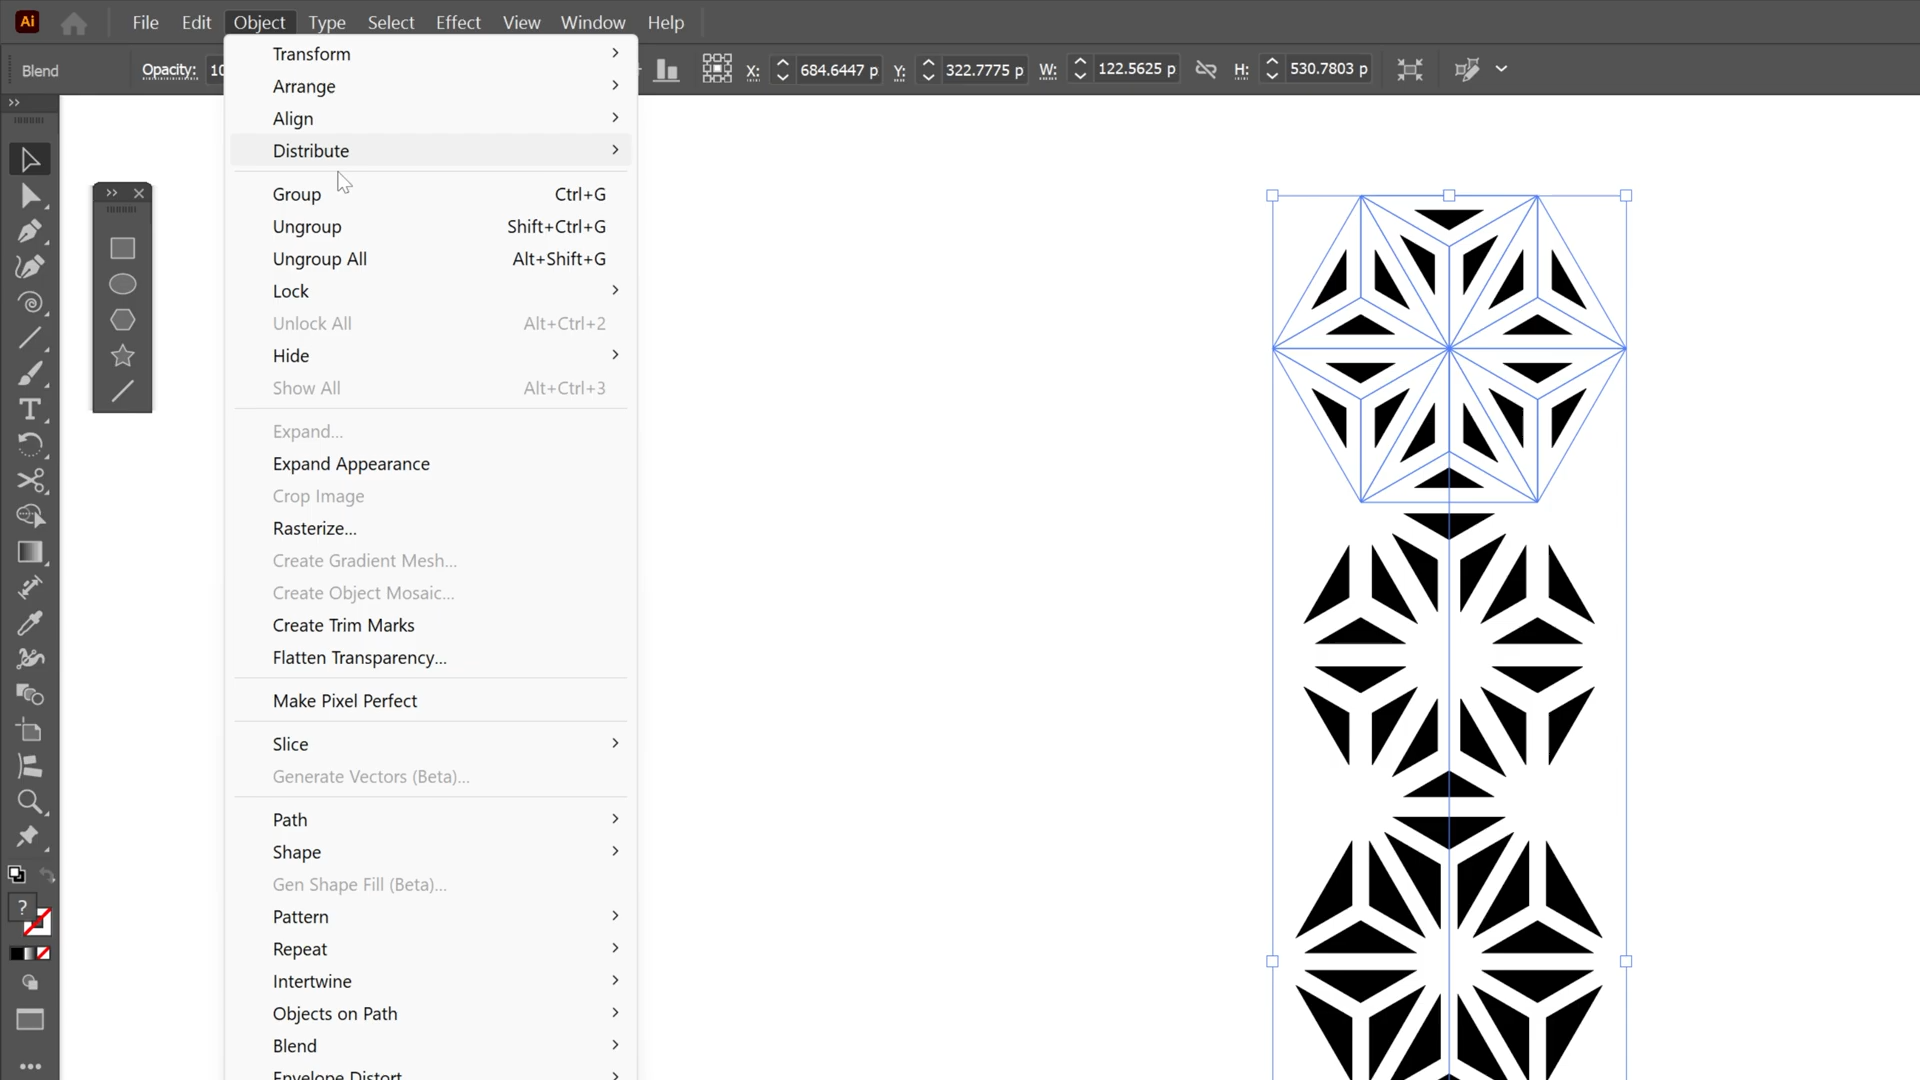 Ai File Edit Object Type Select Effect View Window Help
Blend Opacity: 10 X: 684.6447 p Y: 322.7775 p W: 122.5625 p H: 530.7803 p
Transform
Arrange
Align
Distribute
Group Ctrl+G
Ungroup Shift+Ctrl+G
Ungroup All Alt+Shift+G
Lock
Unlock All Alt+Ctrl+2
Hide
Show All Alt+Ctrl+3
Expand...
Expand Appearance
Crop Image
Rasterize...
Create Gradient Mesh...
Create Object Mosaic...
Create Trim Marks
Flatten Transparency...
Make Pixel Perfect
Slice
Generate Vectors (Beta)...
Path
Shape
Gen Shape Fill (Beta)...
Pattern
Repeat
Intertwine
Objects on Path
Blend
Envelope Distort
?